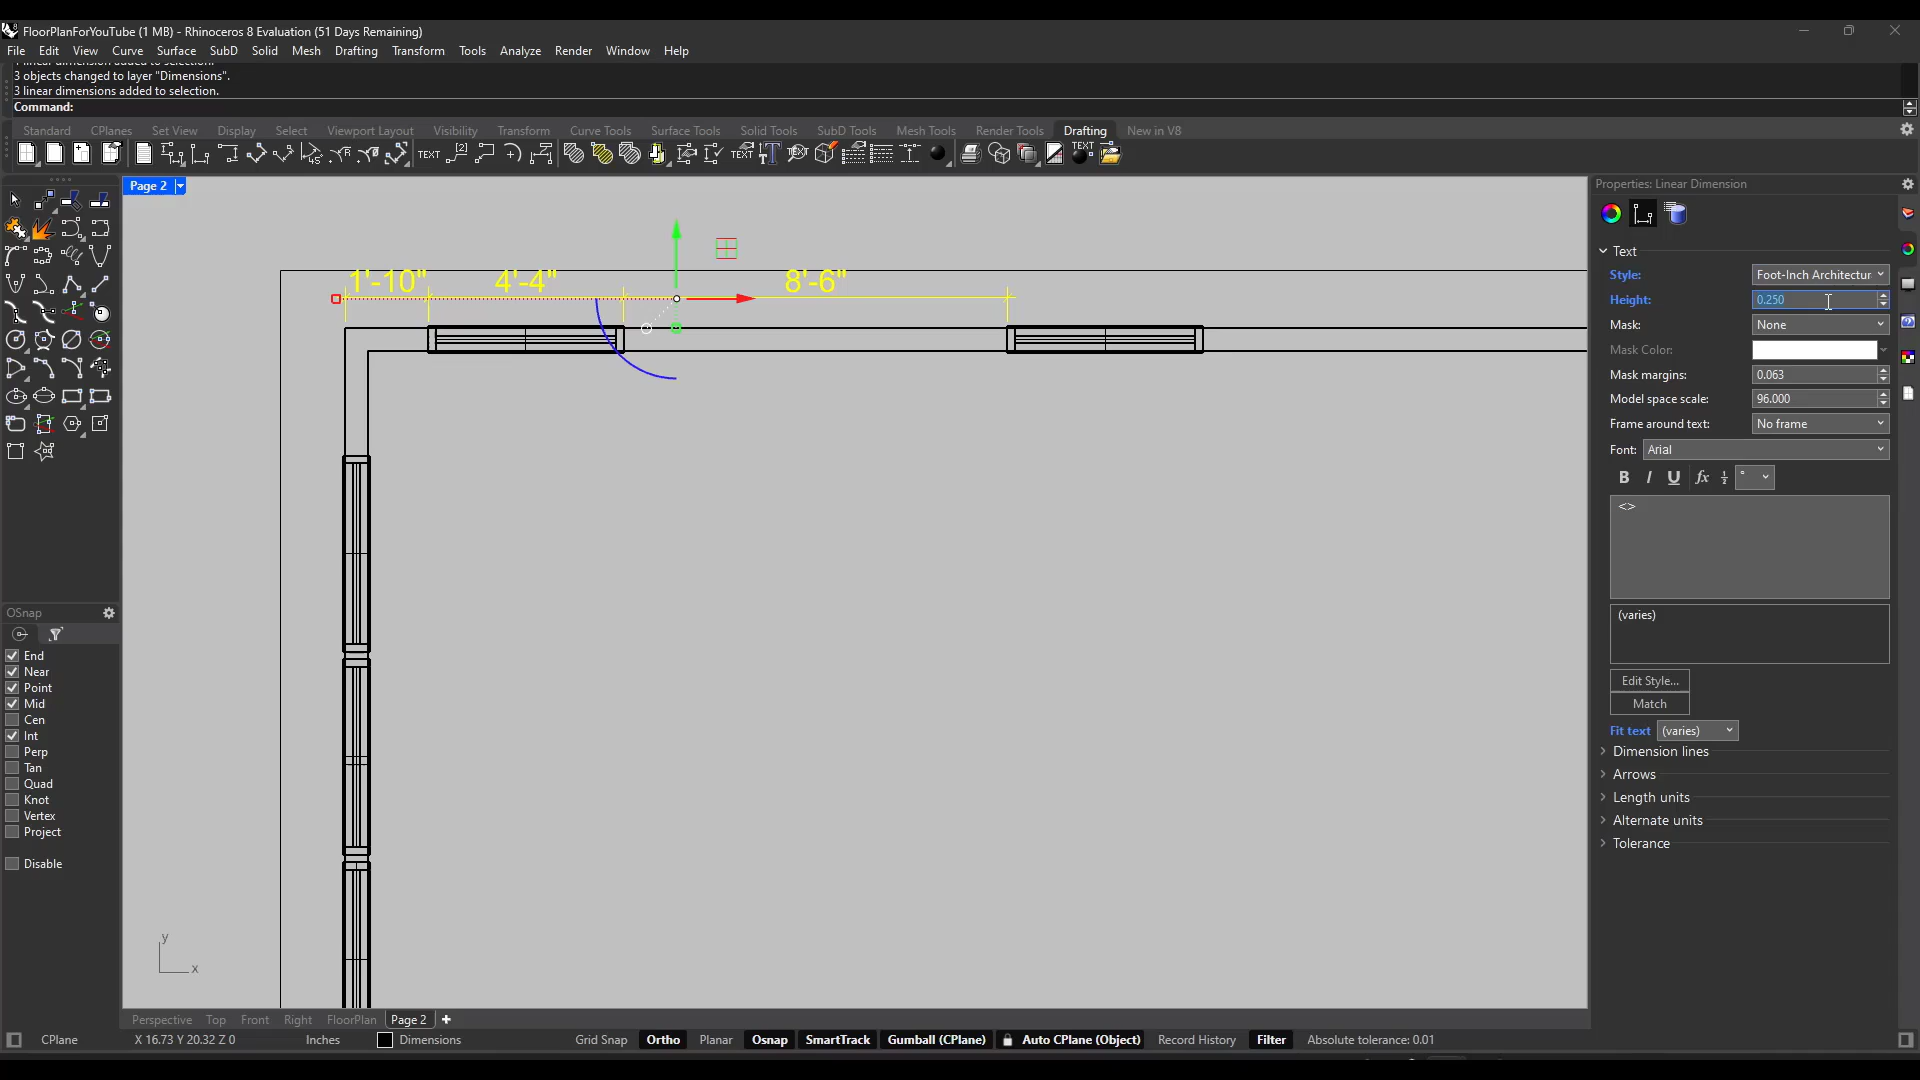 FloorPlanForYouTube (1 MB) - Rhinoceros 8 Evaluation (51 Days Remaining)
File Edit View Curve Surface SubD Solid Mesh Drafting Transform Tools Analyze Render Window Help
3 objects changed to layer "Dimensions".
3 linear dimensions added to selection.
Command:
Standard CPlanes Set View Display Select Viewport Layout Visibility Transform Curve Tools Surface Tools Solid Tools SubD Tools Mesh Tools Render Tools Drafting New in V8
TEXT TEXT TEXT TEXT
Page 2
Properties: Linear Dimension
Text
Style: Foot-Inch Architectur
Height: 0.250
Mask: None
Mask Color:
Mask margins: 0.063
Model space scale: 96.000
Frame around text: No frame
Font: Arial
B I U fx ½ °
<>
(varies)
Edit Style...
Match
Fit text (varies)
Dimension lines
Arrows
Length units
Alternate units
Tolerance
1'-10" 4'-4" 8'-6"
OSnap
End
Near
Point
Mid
Cen
Int
Perp
Tan
Quad
Knot
Vertex
Project
Disable
y
x
Perspective Top Front Right FloorPlan Page 2
CPlane X 16.73 Y 20.32 Z 0 Inches Dimensions Grid Snap Ortho Planar Osnap SmartTrack Gumball (CPlane) Auto CPlane (Object) Record History Filter Absolute tolerance: 0.01